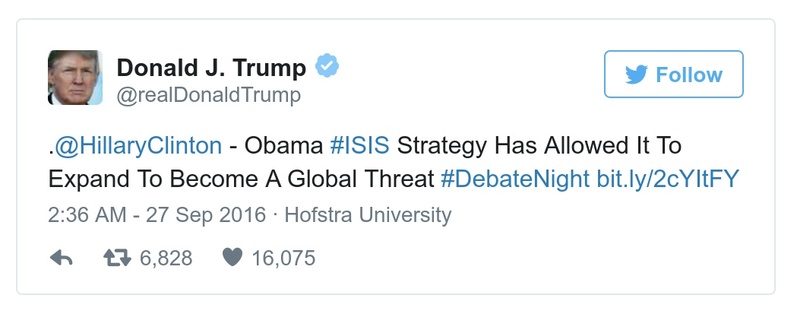 Donald J. Trump
@realDonaldTrump
Follow
.@HillaryClinton - Obama #ISIS Strategy Has Allowed It To
Expand To Become A Global Threat #DebateNight bit.ly/2cYItFY
2:36 AM - 27 Sep 2016 · Hofstra University
6,828 16,075